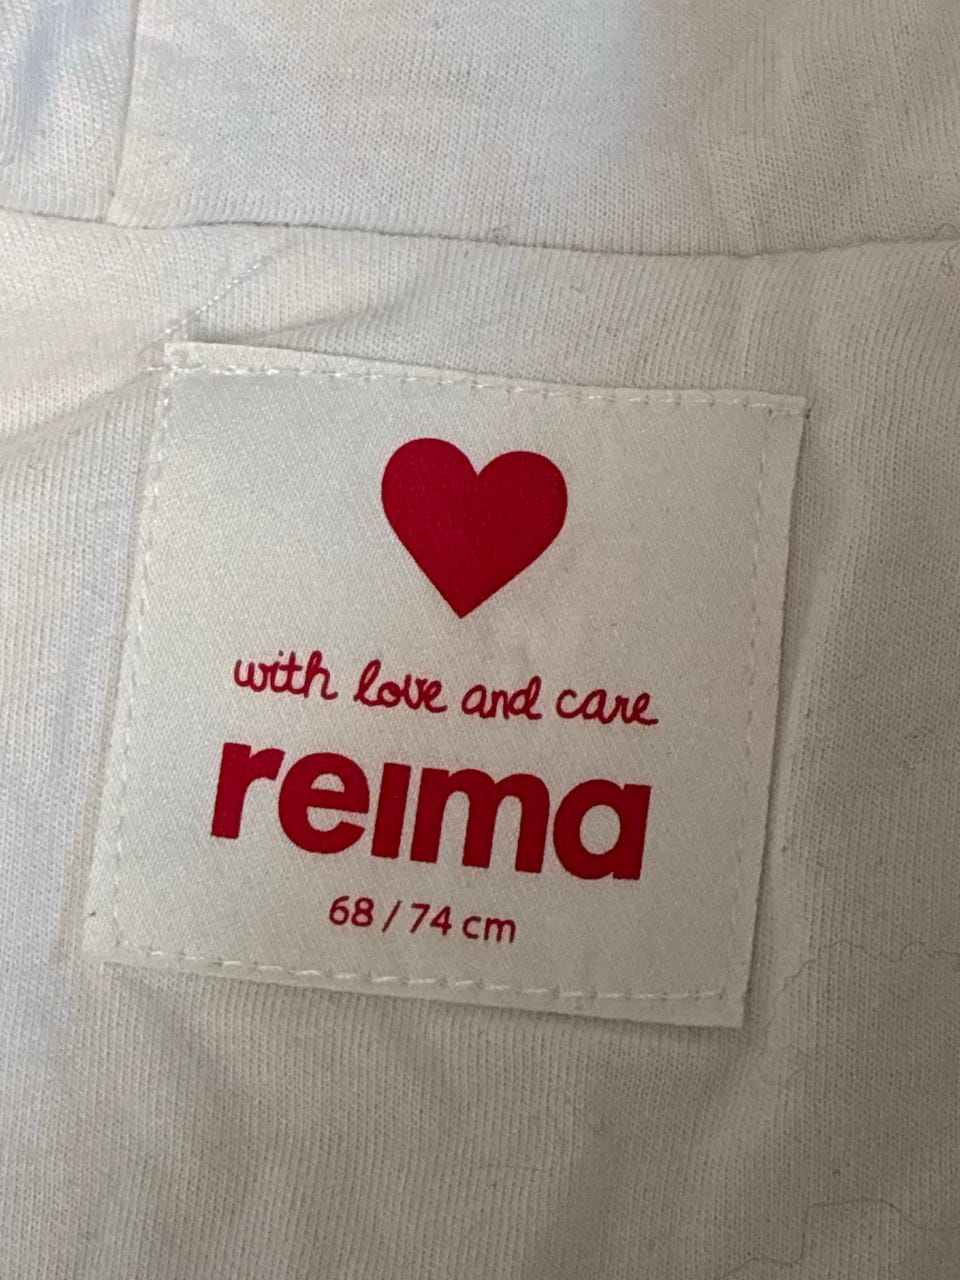 with love and care
reima
68 / 74 cm